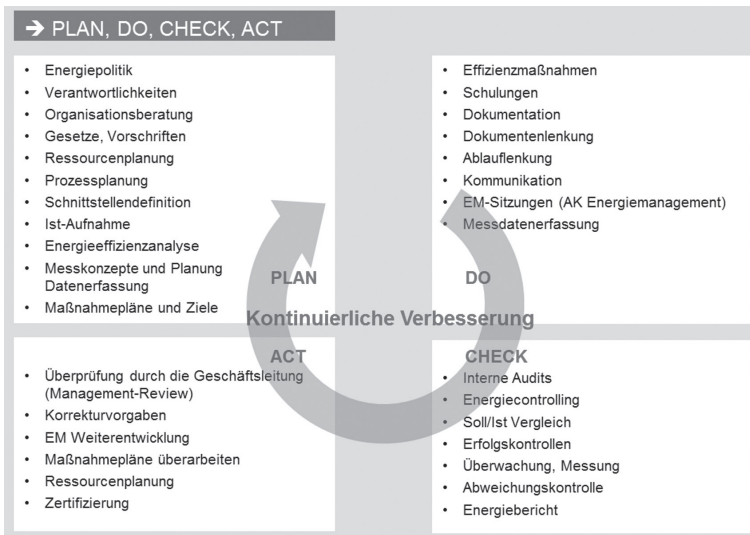 → PLAN, DO, CHECK, ACT
• Energiepolitik
• Verantwortlichkeiten
• Organisationsberatung
• Gesetze, Vorschriften
• Ressourcenplanung
• Prozessplanung
• Schnittstellendefinition
• Ist-Aufnahme
• Energieeffizienzanalyse
• Messkonzepte und Planung
Datenerfassung
• Maßnahmepläne und Ziele
PLAN
• Effizienzmaßnahmen
• Schulungen
• Dokumentation
• Dokumentenlenkung
• Ablauflenkung
• Kommunikation
• EM-Sitzungen (AK Energiemanagement)
• Messdatenerfassung
DO
Kontinuierliche Verbesserung
ACT
• Überprüfung durch die Geschäftsleitung
(Management-Review)
• Korrekturvorgaben
• EM Weiterentwicklung
• Maßnahmepläne überarbeiten
• Ressourcenplanung
• Zertifizierung
CHECK
• Interne Audits
• Energiecontrolling
• Soll/Ist Vergleich
• Erfolgskontrollen
• Überwachung, Messung
• Abweichungskontrolle
• Energiebericht